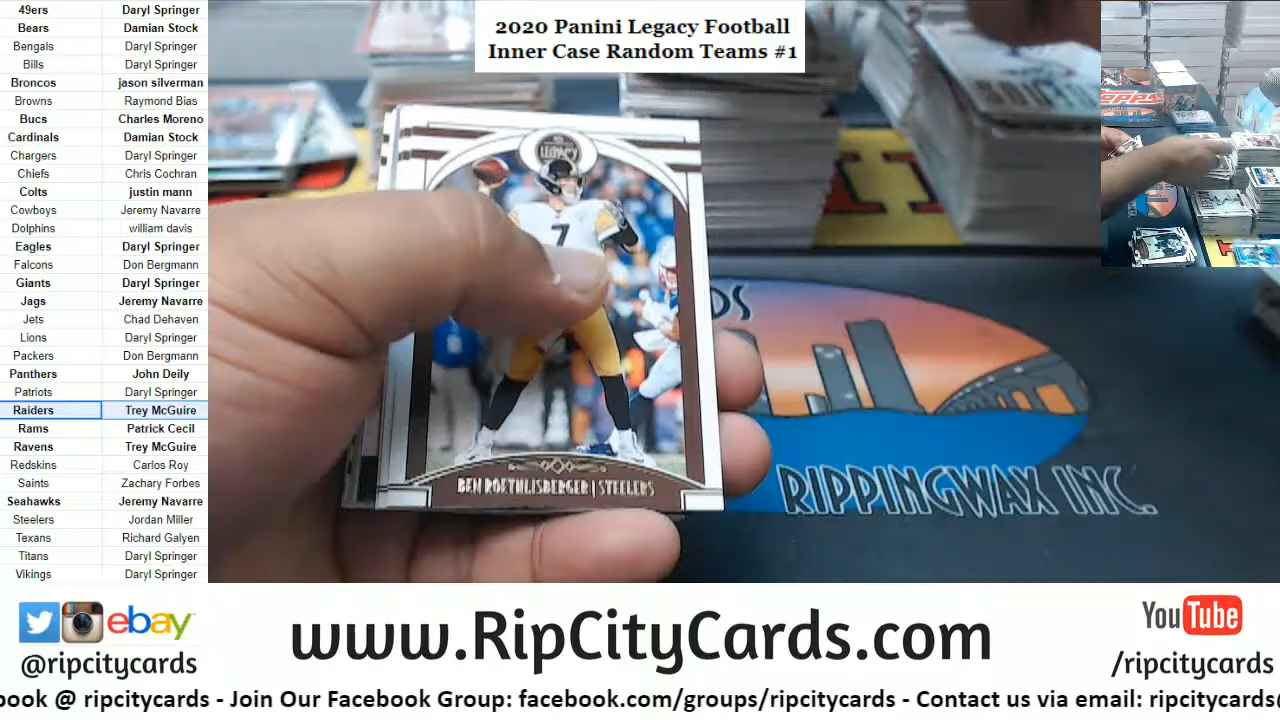 49ers Daryl Springer
Bears Damian Stock
Bengals Daryl Springer
Bills Daryl Springer
Broncos jason silverman
Browns Raymond Bias
Bucs Charles Moreno
Cardinals Damian Stock
Chargers Daryl Springer
Chiefs Chris Cochran
Colts justin mann
Cowboys Jeremy Navarre
Dolphins william davis
Eagles Daryl Springer
Falcons Don Bergmann
Giants Daryl Springer
Jags Jeremy Navarre
Jets Chad Dehaven
Lions Daryl Springer
Packers Don Bergmann
Panthers John Deily
Patriots Daryl Springer
Raiders Trey McGuire
Rams Patrick Cecil
Ravens Trey McGuire
Redskins Carlos Roy
Saints Zachary Forbes
Seahawks Jeremy Navarre
Steelers Jordan Miller
Texans Richard Galyen
Titans Daryl Springer
Vikings Daryl Springer
2020 Panini Legacy Football
Inner Case Random Teams #1
LEGACY
7
BEN ROETHLISBERGER | STEELERS
DS
RIPPINGWAX INC.
Topps
ebay
@ripcitycards
www.RipCityCards.com
YouTube
/ripcitycards
book @ ripcitycards - Join Our Facebook Group: facebook.com/groups/ripcitycards - Contact us via email: ripcitycards